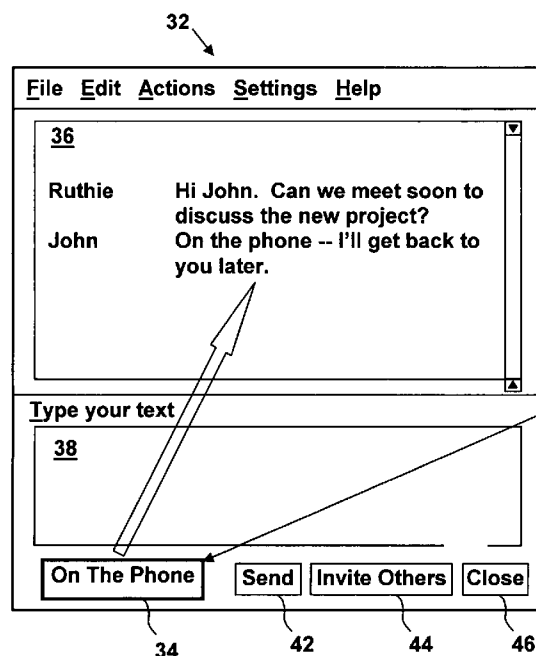 32
File Edit Actions Settings Help
36
Ruthie Hi John. Can we meet soon to
discuss the new project?
John On the phone -- I'll get back to
you later.
Type your text
38
On The Phone Send Invite Others Close
34 42 44 46